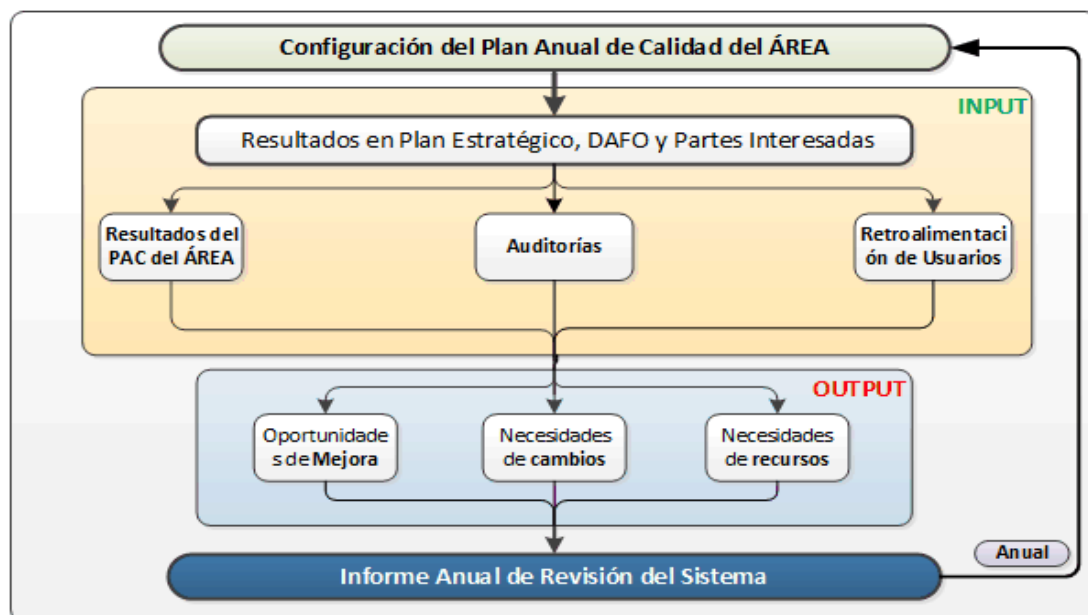 Configuración del Plan Anual de Calidad del ÁREA
INPUT
Resultados en Plan Estratégico, DAFO y Partes Interesadas
Resultados del
PAC del ÁREA
Auditorías
Retroalimentaci
ón de Usuarios
OUTPUT
Oportunidade
s de Mejora
Necesidades
de cambios
Necesidades
de recursos
Anual
Informe Anual de Revisión del Sistema